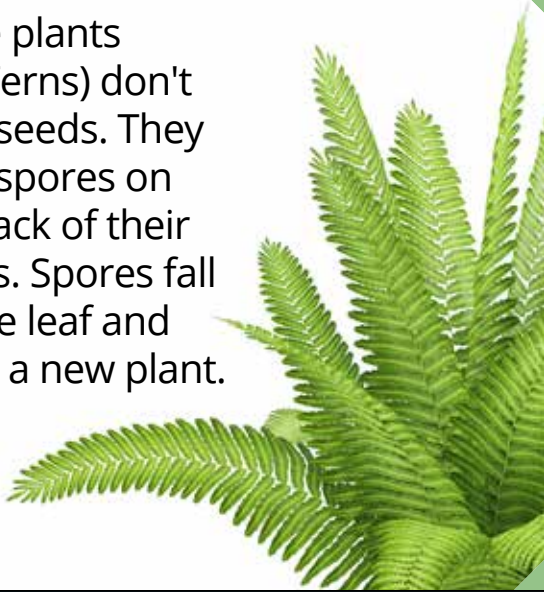 plants
erns) don't
seeds. They
spores on
ack of their
s. Spores fall
e leaf and
a new plant.